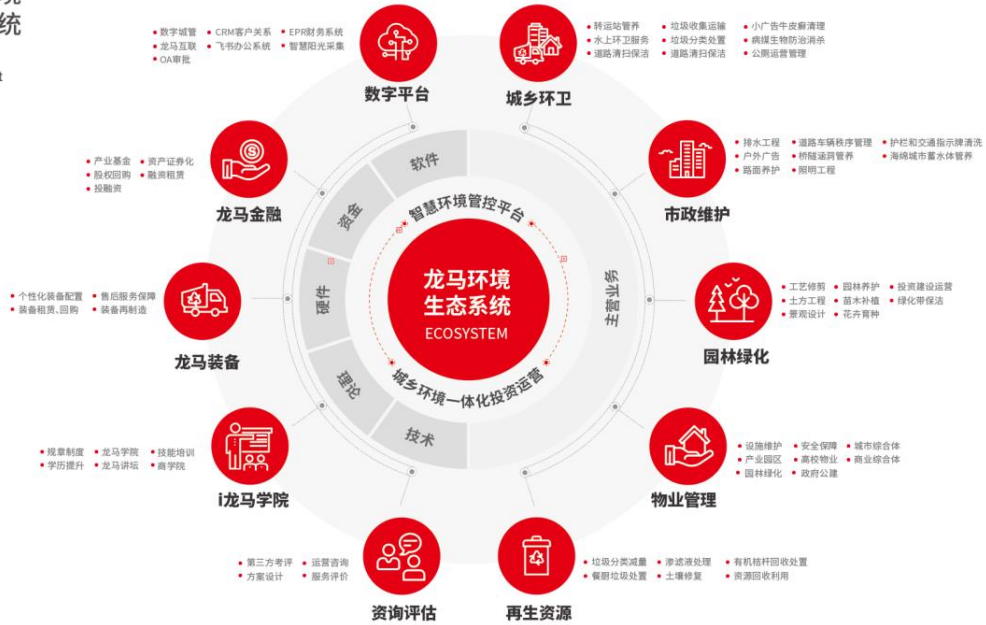 境
统
t
• 数字城管 • CRM客户关系 • EPR财务系统
• 龙马互联 • 飞书办公系统 • 智慧阳光采集
• OA审批
数字平台
• 转运站管养 • 垃圾收集运输 • 小广告牛皮癣清理
• 水上环卫服务 • 垃圾分类处置 • 病媒生物防治消杀
• 道路清扫保洁 • 道路清扫保洁 • 公厕运营管理
城乡环卫
• 产业基金 • 资产证券化
• 股权回购 • 融资租赁
• 投融资
龙马金融
• 排水工程 • 道路车辆秩序管理 • 护栏和交通指示牌清洗
• 户外广告 • 桥隧涵洞管养 • 海绵城市蓄水体管养
• 路面养护 • 照明工程
市政维护
• 个性化装备配置 • 售后服务保障
• 装备租赁、回购 • 装备再制造
龙马装备
• 工艺修剪 • 园林养护 • 投资建设运营
• 土方工程 • 苗木补植 • 绿化带保洁
• 景观设计 • 花卉育种
园林绿化
软件
资金
硬件
理论
技术
智慧环境管控平台
龙马环境
生态系统
ECOSYSTEM
城乡环境一体化投资运营
主营业务
• 规章制度 • 龙马学院 • 技能培训
• 学历提升 • 龙马讲坛 • 商学院
i龙马学院
• 设施维护 • 安全保障 • 城市综合体
• 产业园区 • 高校物业 • 商业综合体
• 园林绿化 • 政府公建
物业管理
• 第三方考评 • 运营咨询
• 方案设计 • 服务评价
资询评估
• 垃圾分类减量 • 渗滤液处理 • 有机秸杆回收处置
• 餐厨垃圾处置 • 土壤修复 • 资源回收利用
再生资源